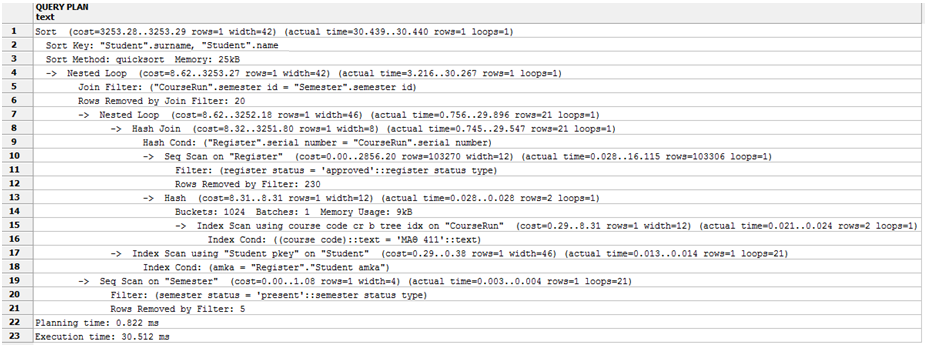 QUERY PLAN
text
1 Sort (cost=3253.28..3253.29 rows=1 width=42) (actual time=30.439..30.440 rows=1 loops=1)
2 Sort Key: "Student".surname, "Student".name
3 Sort Method: quicksort Memory: 25kB
4 -> Nested Loop (cost=8.62..3253.27 rows=1 width=42) (actual time=3.216..30.267 rows=1 loops=1)
5 Join Filter: ("CourseRun".semester id = "Semester".semester id)
6 Rows Removed by Join Filter: 20
7 -> Nested Loop (cost=8.62..3252.18 rows=1 width=46) (actual time=0.756..29.896 rows=21 loops=1)
8 -> Hash Join (cost=8.32..3251.80 rows=1 width=8) (actual time=0.745..29.547 rows=21 loops=1)
9 Hash Cond: ("Register".serial number = "CourseRun".serial number)
10 -> Seq Scan on "Register" (cost=0.00..2856.20 rows=103270 width=12) (actual time=0.028..16.115 rows=103306 loops=1)
11 Filter: (register status = 'approved'::register status type)
12 Rows Removed by Filter: 230
13 -> Hash (cost=8.31..8.31 rows=1 width=12) (actual time=0.028..0.028 rows=2 loops=1)
14 Buckets: 1024 Batches: 1 Memory Usage: 9kB
15 -> Index Scan using course code cr b tree idx on "CourseRun" (cost=0.29..8.31 rows=1 width=12) (actual time=0.021..0.024 rows=2 loops=1)
16 Index Cond: ((course code)::text = 'ΜΑΘ 411'::text)
17 -> Index Scan using "Student pkey" on "Student" (cost=0.29..0.38 rows=1 width=46) (actual time=0.013..0.014 rows=1 loops=21)
18 Index Cond: (amka = "Register"."Student amka")
19 -> Seq Scan on "Semester" (cost=0.00..1.08 rows=1 width=4) (actual time=0.003..0.004 rows=1 loops=21)
20 Filter: (semester status = 'present'::semester status type)
21 Rows Removed by Filter: 5
22 Planning time: 0.822 ms
23 Execution time: 30.512 ms